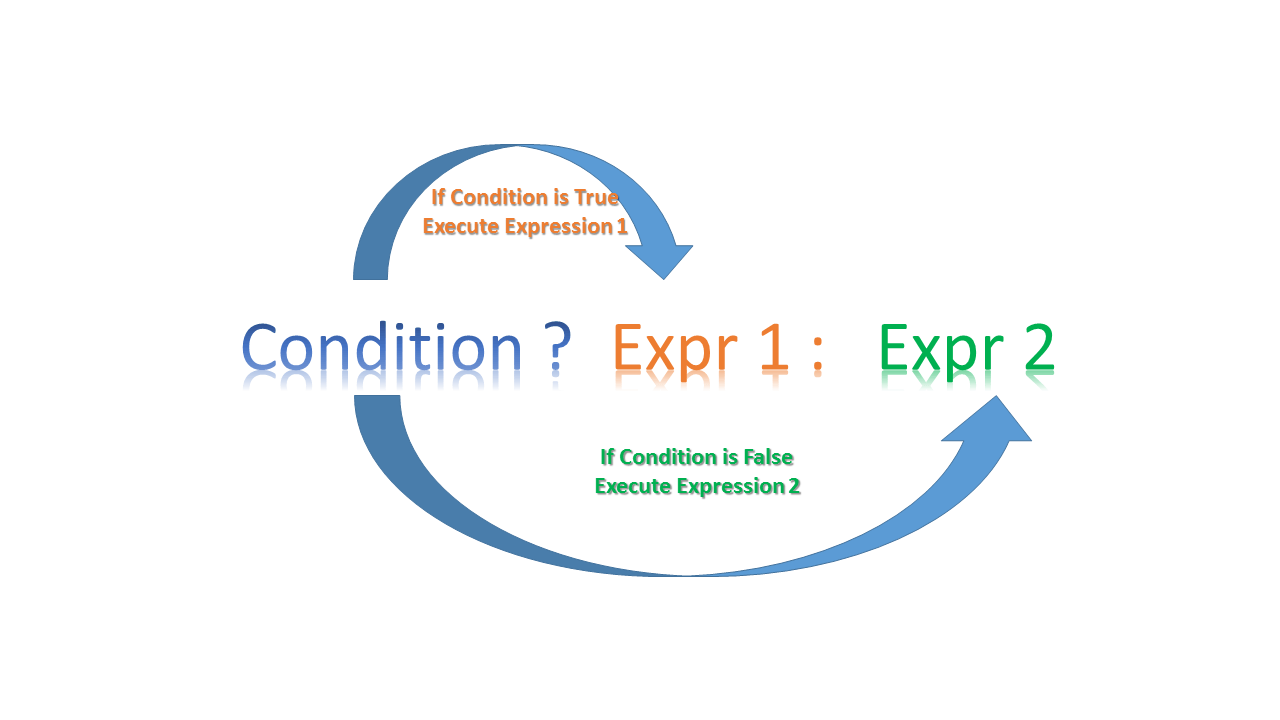 If Condition is True
Execute Expression 1
Condition ? Expr 1 : Expr 2
If Condition is False
Execute Expression 2